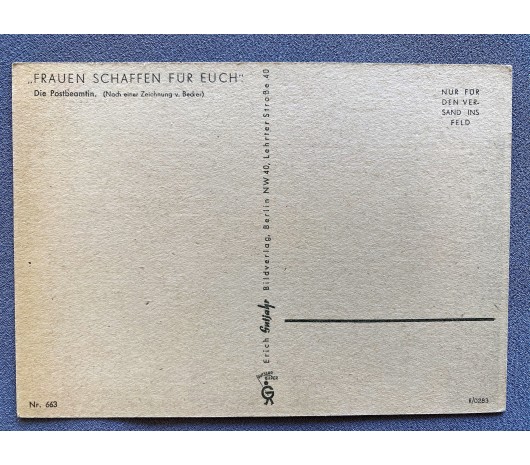 „FRAUEN SCHAFFEN FÜR EUCH“
Die Postbeamtin. (Nach einer Zeichnung v. Becker)
NUR FÜR
DEN VER-
SAND INS
FELD
Erich Gutjahr Bildverlag, Berlin NW 40, Lehrter Straße 40
Nr. 663
R/0283